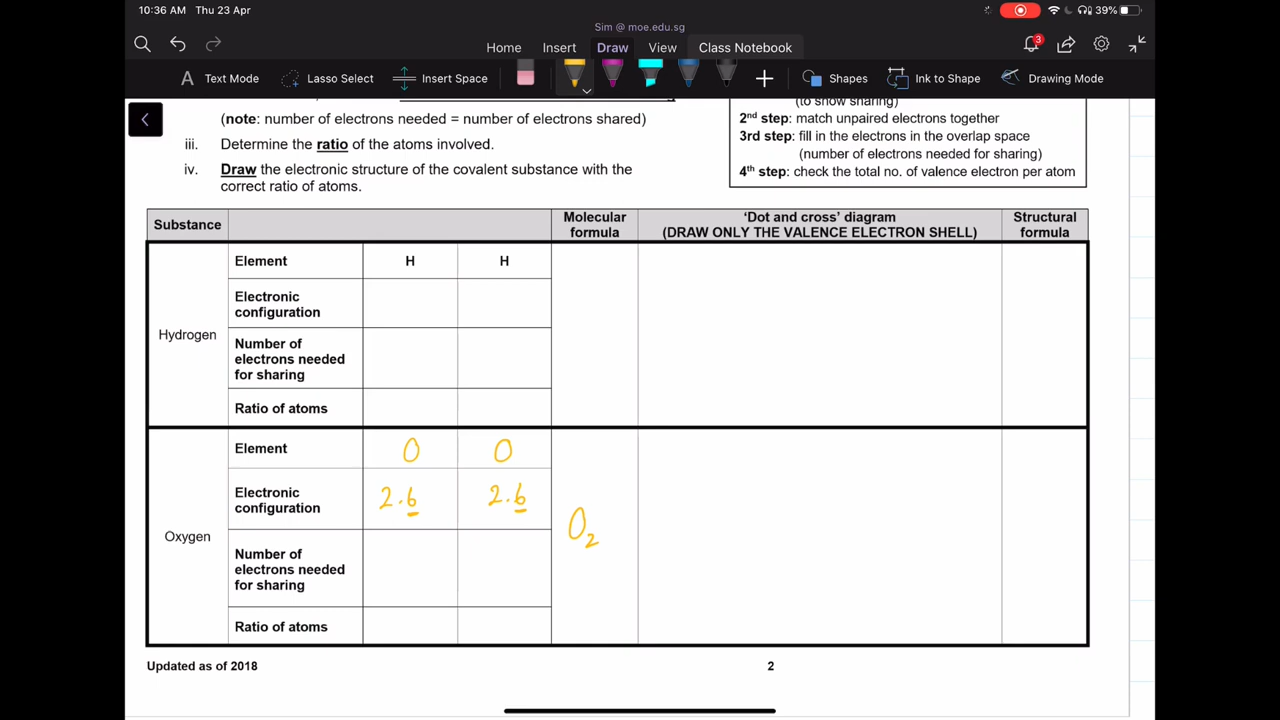 10:36 AM Thu 23 Apr
39%
Sim @ moe.edu.sg
Home Insert Draw View Class Notebook
3
A Text Mode Lasso Select Insert Space Shapes Ink to Shape Drawing Mode
(note: number of electrons needed = number of electrons shared)
iii. Determine the ratio of the atoms involved.
iv. Draw the electronic structure of the covalent substance with the
correct ratio of atoms.
(to show sharing)
2nd step: match unpaired electrons together
3rd step: fill in the electrons in the overlap space
(number of electrons needed for sharing)
4th step: check the total no. of valence electron per atom
Substance
Molecular
formula
'Dot and cross' diagram
(DRAW ONLY THE VALENCE ELECTRON SHELL)
Structural
formula
Hydrogen
Element H H
Electronic
configuration
Number of
electrons needed
for sharing
Ratio of atoms
Oxygen
Element O O
Electronic
configuration
2.6 2.6
Number of
electrons needed
for sharing
Ratio of atoms
O2
Updated as of 2018
2